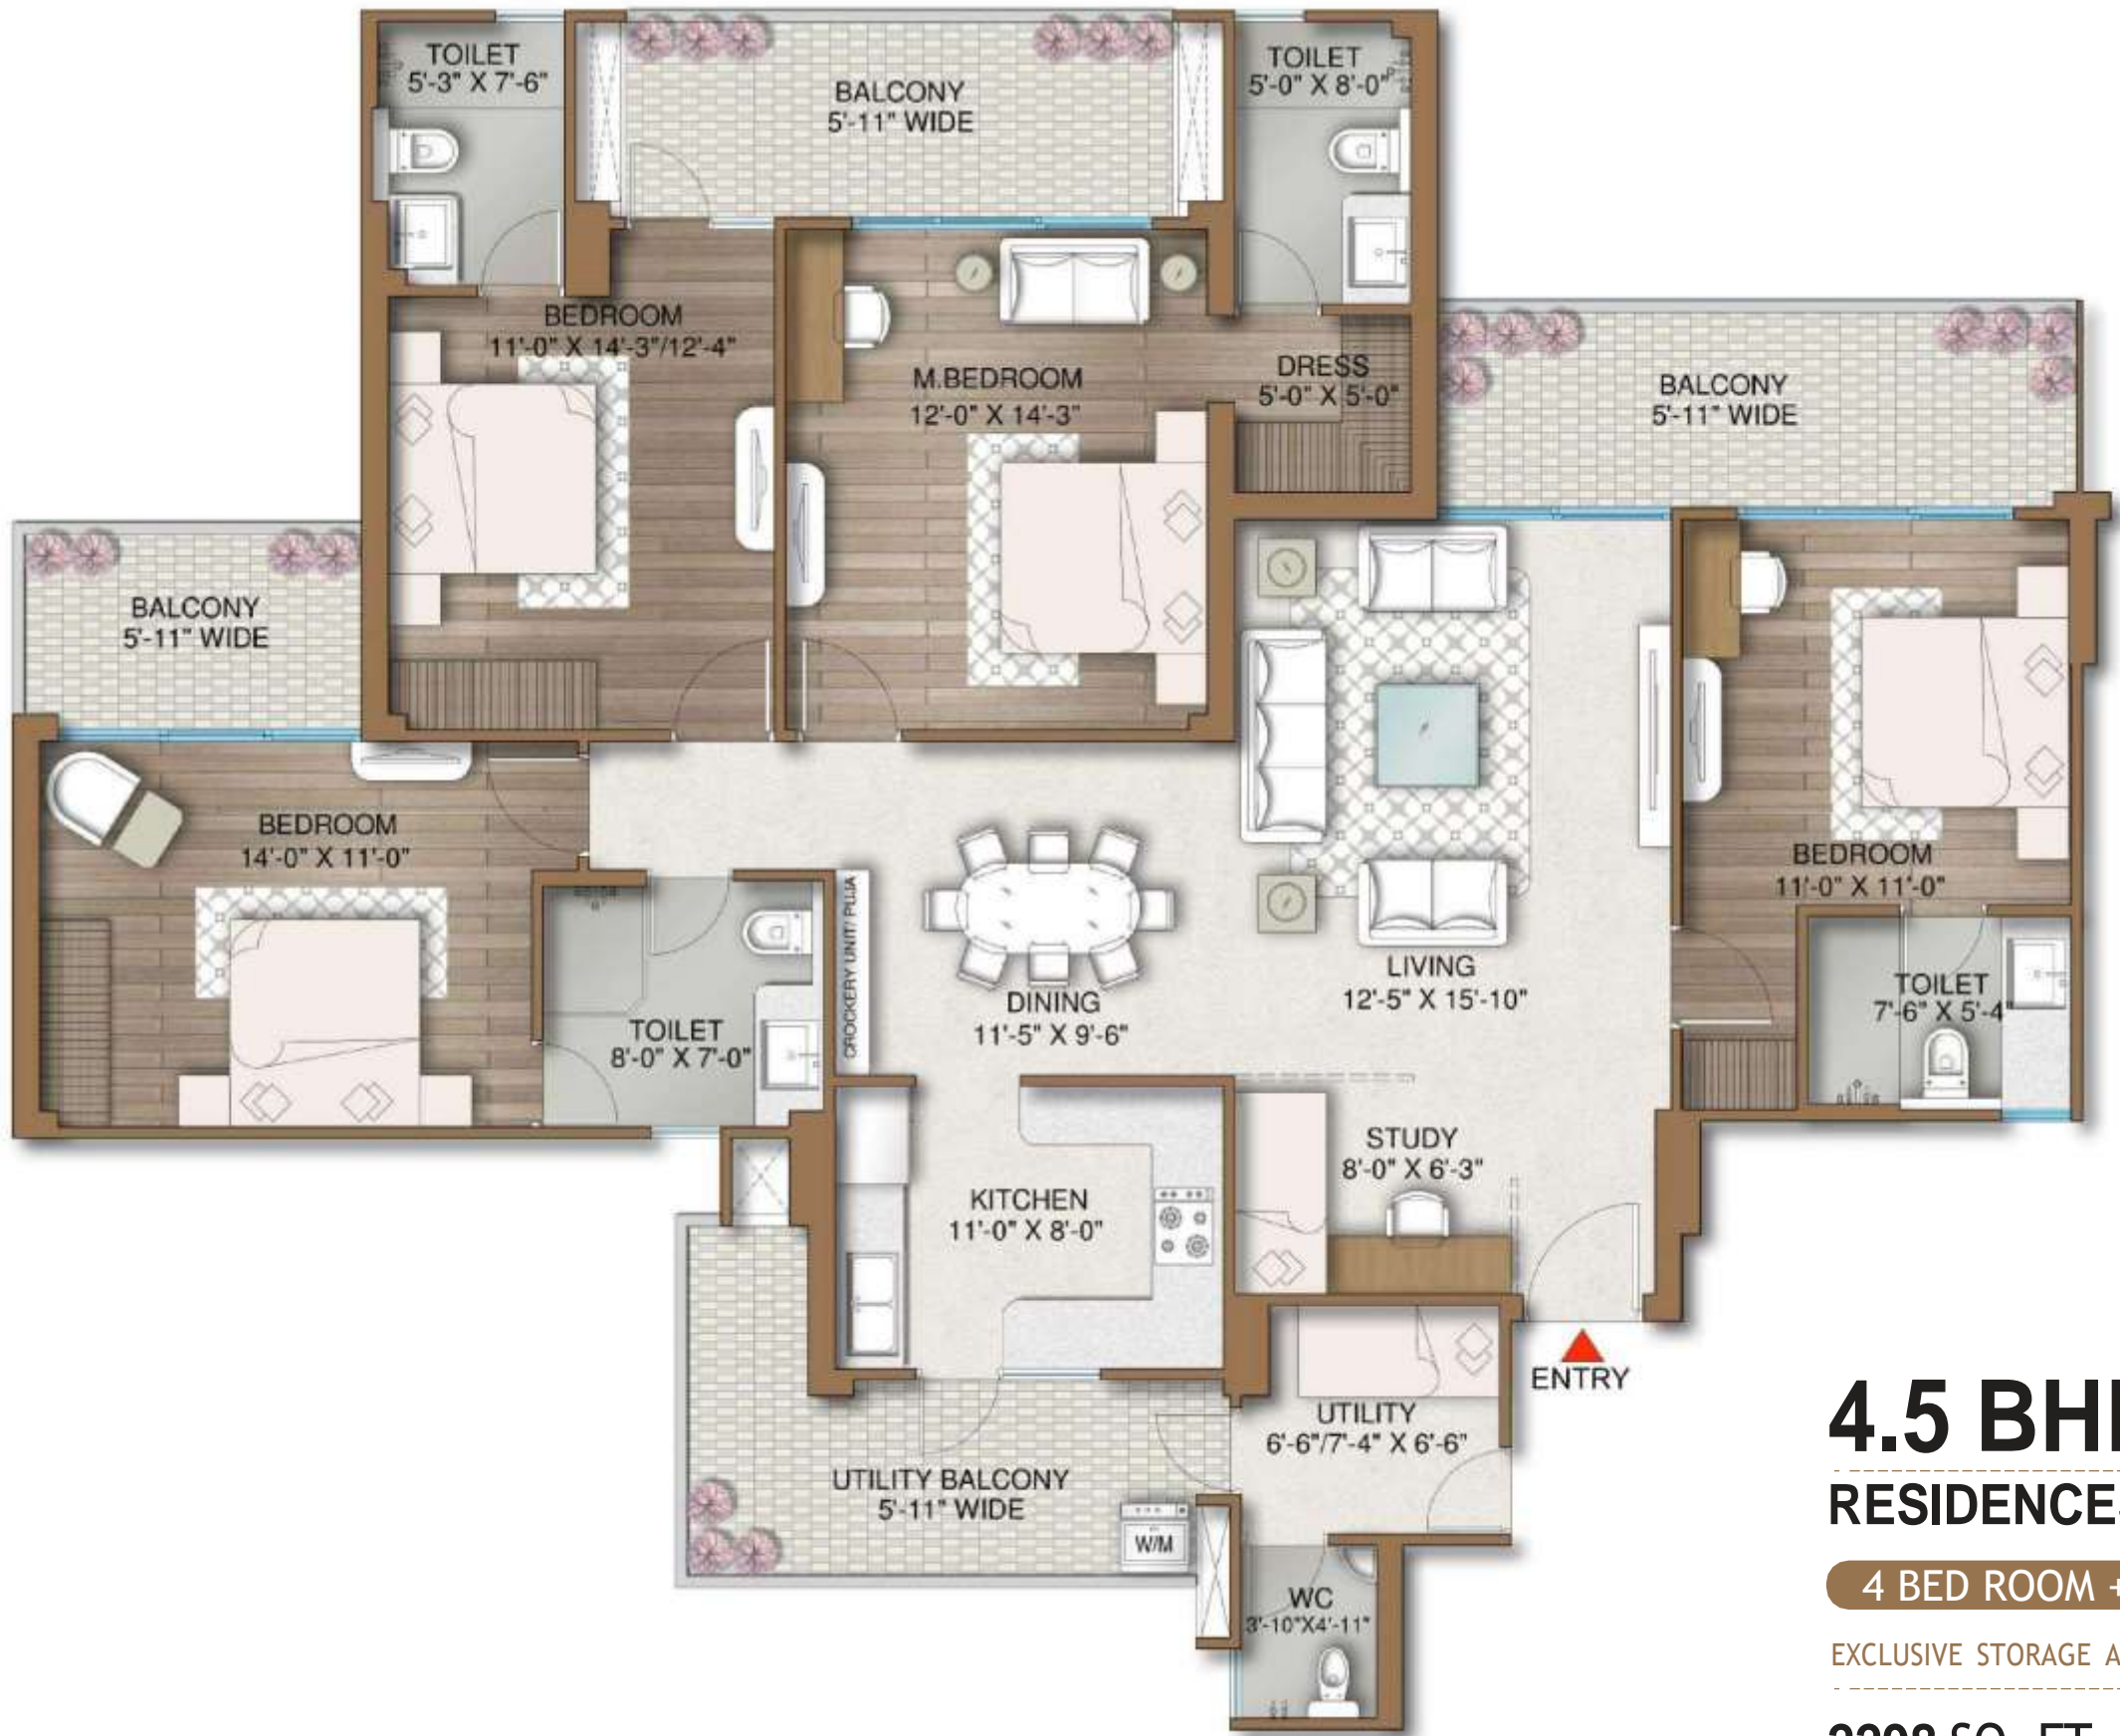 TOILET
5'-3" X 7'-6"
BALCONY
5'-11" WIDE
TOILET
5'-0" X 8'-0"
BEDROOM
11'-0" X 14'-3"/12'-4"
M.BEDROOM
12'-0" X 14'-3"
DRESS
5'-0" X 5'-0"
BALCONY
5'-11" WIDE
BALCONY
5'-11" WIDE
BEDROOM
14'-0" X 11'-0"
BEDROOM
11'-0" X 11'-0"
CROCKERY UNIT/ PUJA
LIVING
12'-5" X 15'-10"
DINING
11'-5" X 9'-6"
TOILET
7'-6" X 5'-4"
TOILET
8'-0" X 7'-0"
STUDY
8'-0" X 6'-3"
KITCHEN
11'-0" X 8'-0"
ENTRY
UTILITY
6'-6"/7'-4" X 6'-6"
UTILITY BALCONY
5'-11" WIDE
W/M
WC
3'-10"X4'-11"
4.5
RESIDENCES
4 BED ROOM +
EXCLUSIVE STORAGE
SQ. FT.